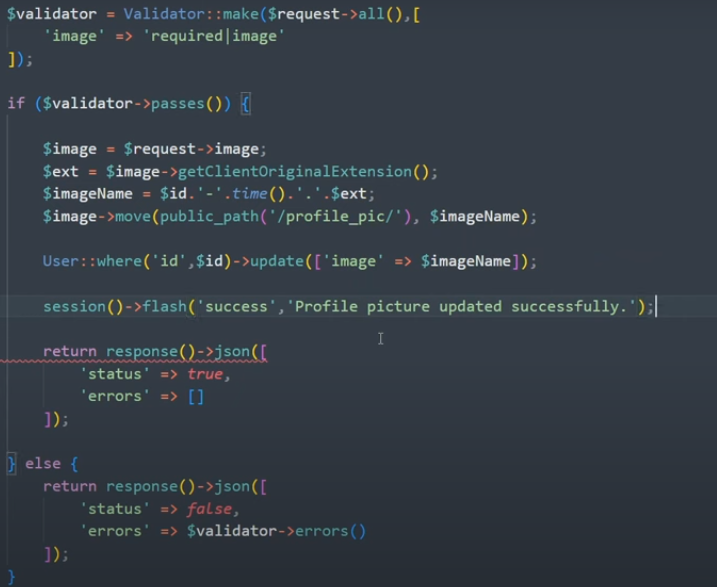 $validator = Validator::make($request->all(),[
    'image' => 'required|image'
]);
if ($validator->passes()) {
    $image = $request->image;
    $ext = $image->getClientOriginalExtension();
    $imageName = $id.'-'.time().'.'.$ext;
    $image->move(public_path('/profile_pic/'), $imageName);
    User::where('id',$id)->update(['image' => $imageName]);
    session()->flash('success','Profile picture updated successfully.');
    return response()->json([
        'status' => true,
        'errors' => []
    ]);
} else {
    return response()->json([
        'status' => false,
        'errors' => $validator->errors()
    ]);
}